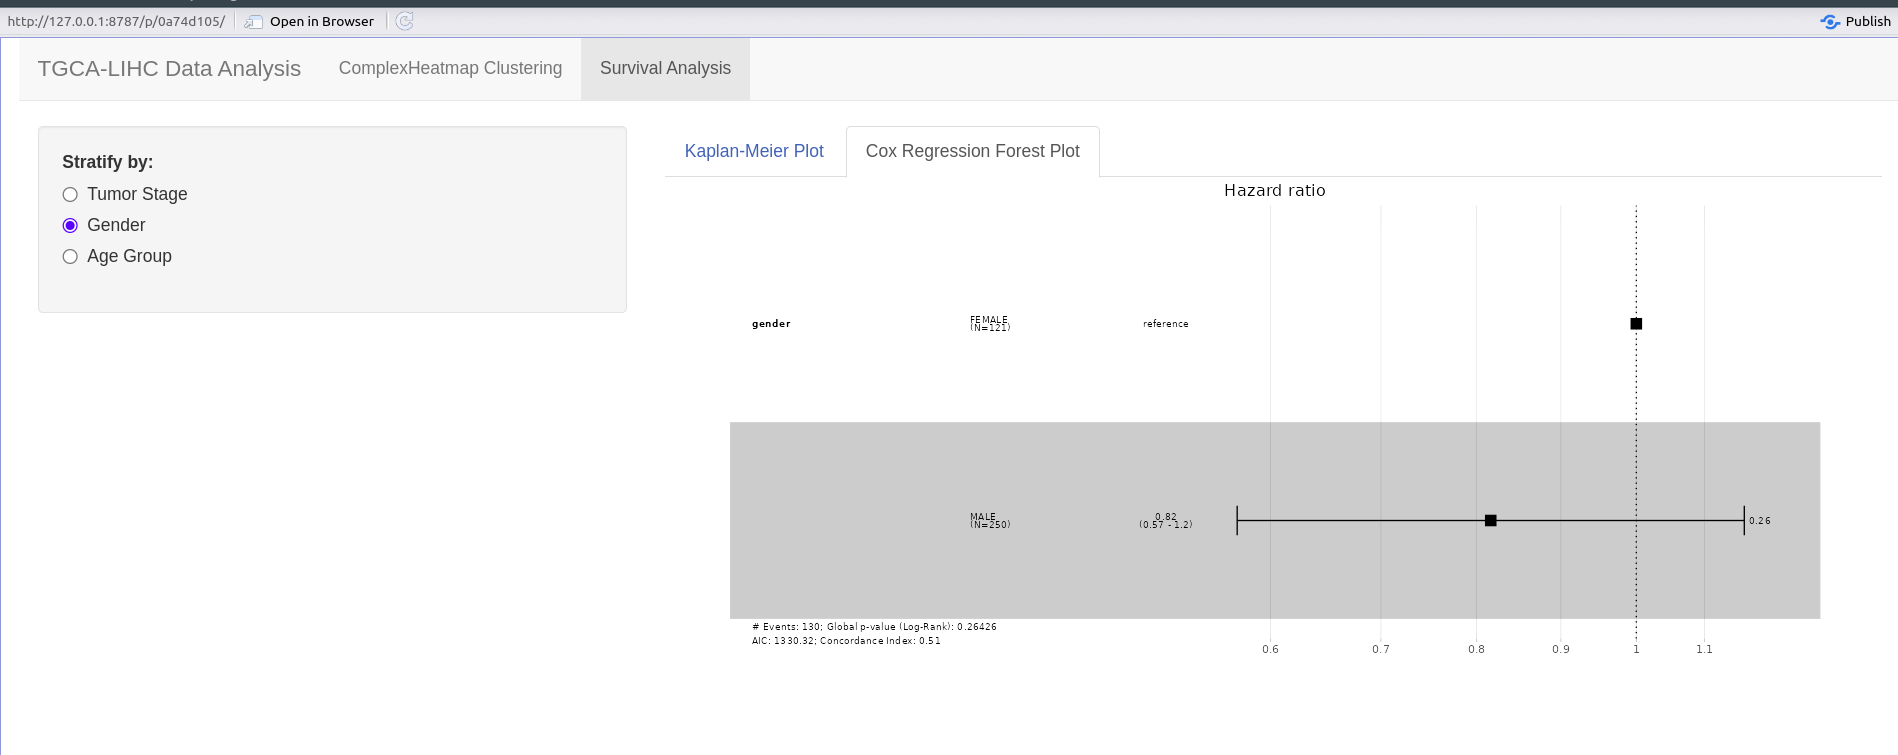 http://127.0.0.1:8787/p/0a74d105/ Open in Browser Publish
TGCA-LIHC Data Analysis ComplexHeatmap Clustering Survival Analysis
Stratify by:
Tumor Stage
Gender
Age Group
Kaplan-Meier Plot Cox Regression Forest Plot
Hazard ratio
gender FEMALE (N=121) reference
MALE (N=250) 0.82 (0.57 - 1.2) 0.26
# Events: 130; Global p-value (Log-Rank): 0.26426
AIC: 1330.32; Concordance Index: 0.51
0.6 0.7 0.8 0.9 1 1.1